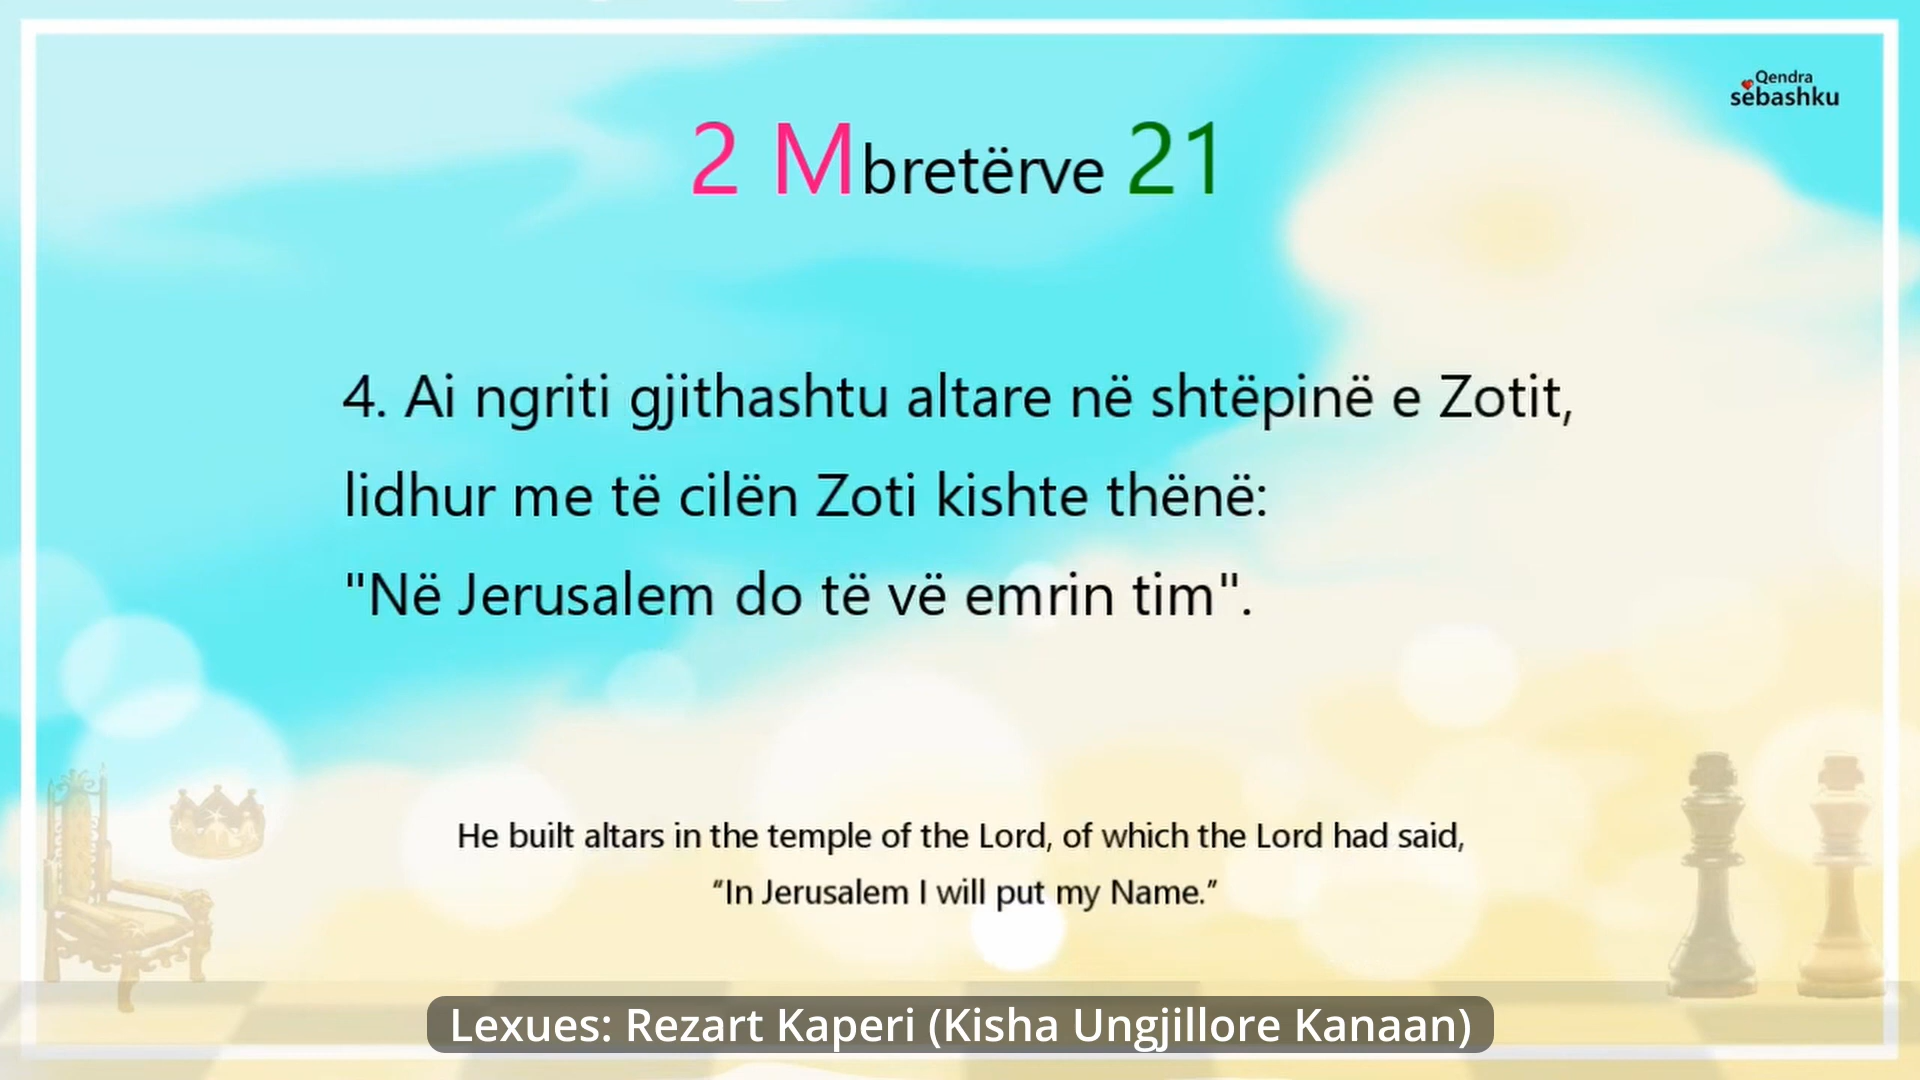 Qendra
sëbashku
2 Mbretërve 21
4. Ai ngriti gjithashtu altare në shtëpinë e Zotit,
lidhur me të cilën Zoti kishte thënë:
"Në Jerusalem do të vë emrin tim".
He built altars in the temple of the Lord, of which the Lord had said,
“In Jerusalem I will put my Name.”
Lexues: Rezart Kaperi (Kisha Ungjillore Kanaan)